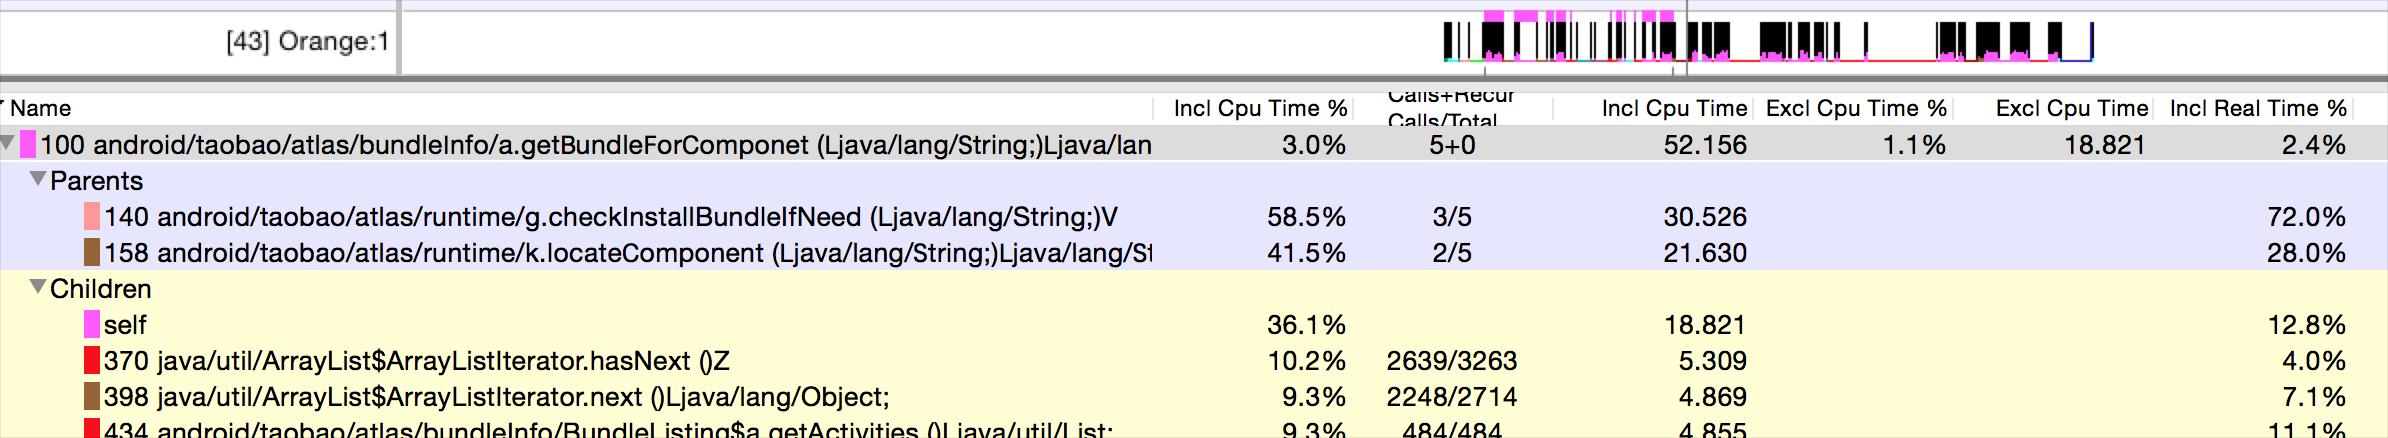 [43] Orange:1
Name Incl Cpu Time % Calls+Recur Calls/Total Incl Cpu Time Excl Cpu Time % Excl Cpu Time Incl Real Time %
100 android/taobao/atlas/bundleInfo/a.getBundleForComponet (Ljava/lang/String;)Ljava/lan 3.0% 5+0 52.156 1.1% 18.821 2.4%
Parents
140 android/taobao/atlas/runtime/g.checkInstallBundleIfNeed (Ljava/lang/String;)V 58.5% 3/5 30.526 72.0%
158 android/taobao/atlas/runtime/k.locateComponent (Ljava/lang/String;)Ljava/lang/St 41.5% 2/5 21.630 28.0%
Children
self 36.1% 18.821 12.8%
370 java/util/ArrayList$ArrayListIterator.hasNext ()Z 10.2% 2639/3263 5.309 4.0%
398 java/util/ArrayList$ArrayListIterator.next ()Ljava/lang/Object; 9.3% 2248/2714 4.869 7.1%
434 android/taobao/atlas/bundleInfo/BundleListing$a.getActivities ()Ljava/util/List; 9.3% 484/484 4.855 11.1%